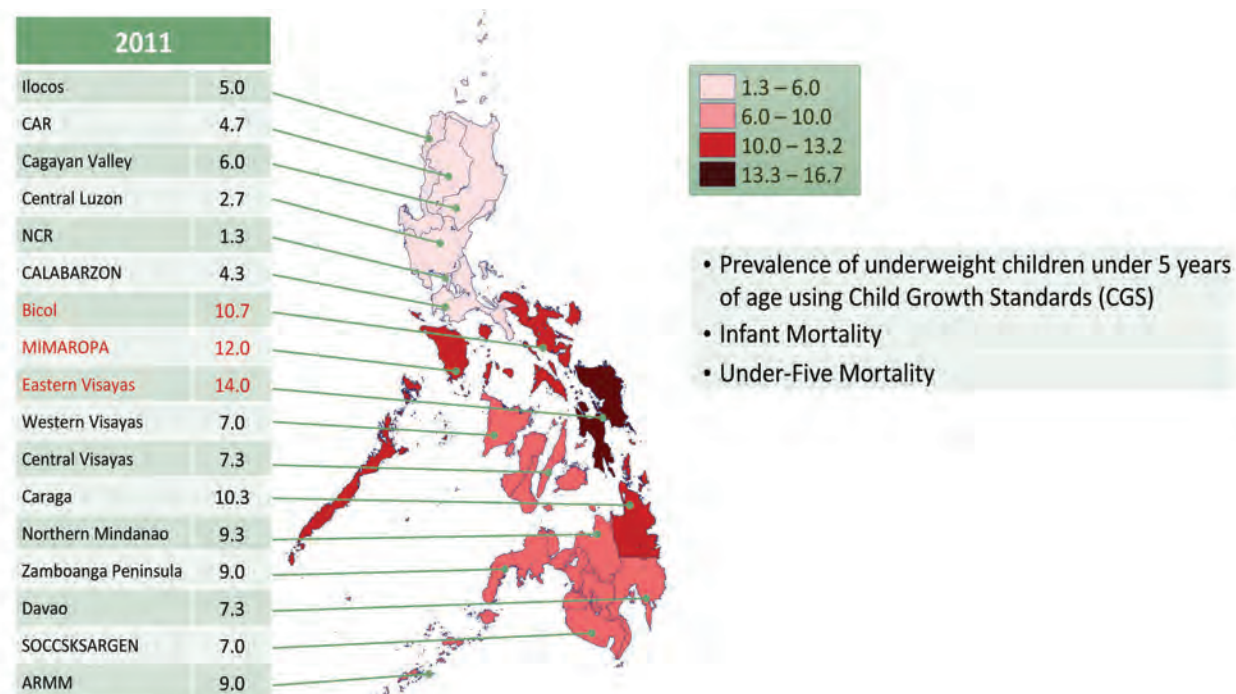 2011
Ilocos 5.0
CAR 4.7
Cagayan Valley 6.0
Central Luzon 2.7
NCR 1.3
CALABARZON 4.3
Bicol 10.7
MIMAROPA 12.0
Eastern Visayas 14.0
Western Visayas 7.0
Central Visayas 7.3
Caraga 10.3
Northern Mindanao 9.3
Zamboanga Peninsula 9.0
Davao 7.3
SOCCSKSARGEN 7.0
ARMM 9.0
1.3 – 6.0
6.0 – 10.0
10.0 – 13.2
13.3 – 16.7
• Prevalence of underweight children under 5 years
of age using Child Growth Standards (CGS)
• Infant Mortality
• Under-Five Mortality